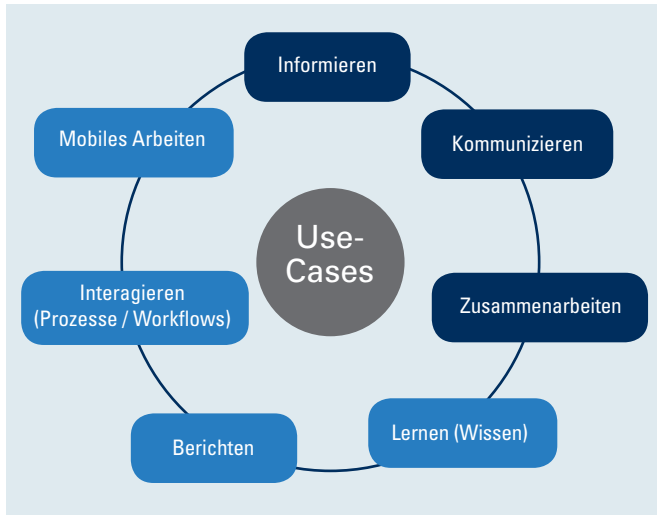 Informieren
Mobiles Arbeiten
Kommunizieren
Use-
Cases
Interagieren
(Prozesse / Workflows)
Zusammenarbeiten
Lernen (Wissen)
Berichten